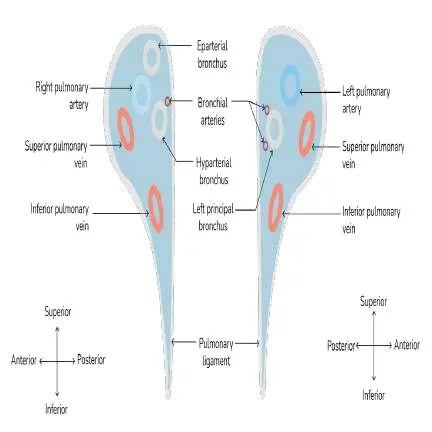 Eparterial
bronchus
Right pulmonary
artery
Bronchial
arteries
Left pulmonary
artery
Superior pulmonary
vein
Superior pulmonary
vein
Hyparterial
bronchus
Inferior pulmonary
vein
Left principal
bronchus
Inferior pulmonary
vein
Superior
Anterior
Posterior
Inferior
Pulmonary
ligament
Superior
Posterior
Anterior
Inferior